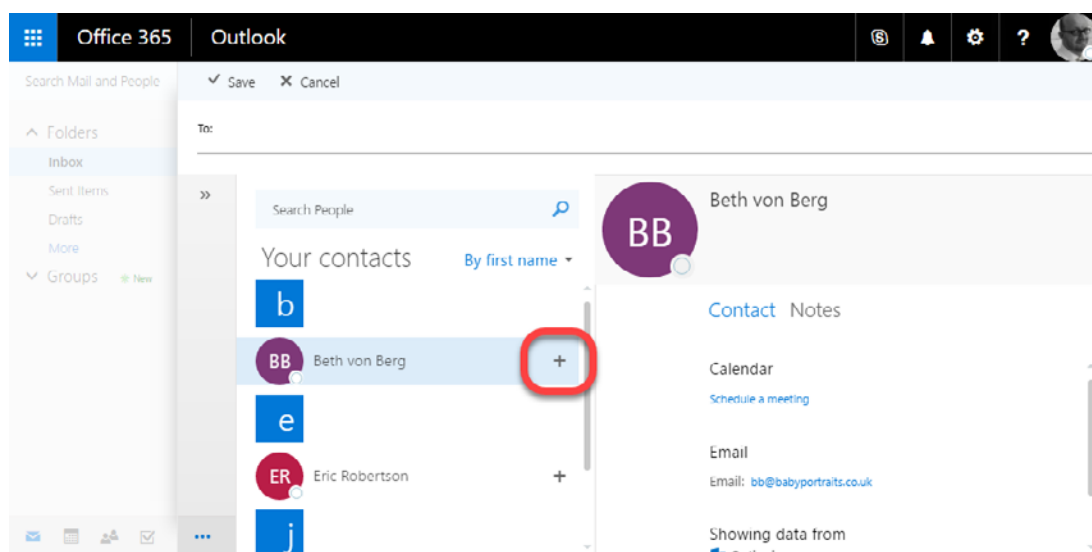 Office 365 Outlook
Search Mail and People
Save Cancel
Folders
Inbox
Sent Items
Drafts
More
Groups New
To:
Search People
Your contacts By first name
b
BB Beth von Berg +
e
ER Eric Robertson +
j
BB Beth von Berg
Contact Notes
Calendar
Schedule a meeting
Email
Email: bb@babyportraits.co.uk
Showing data from